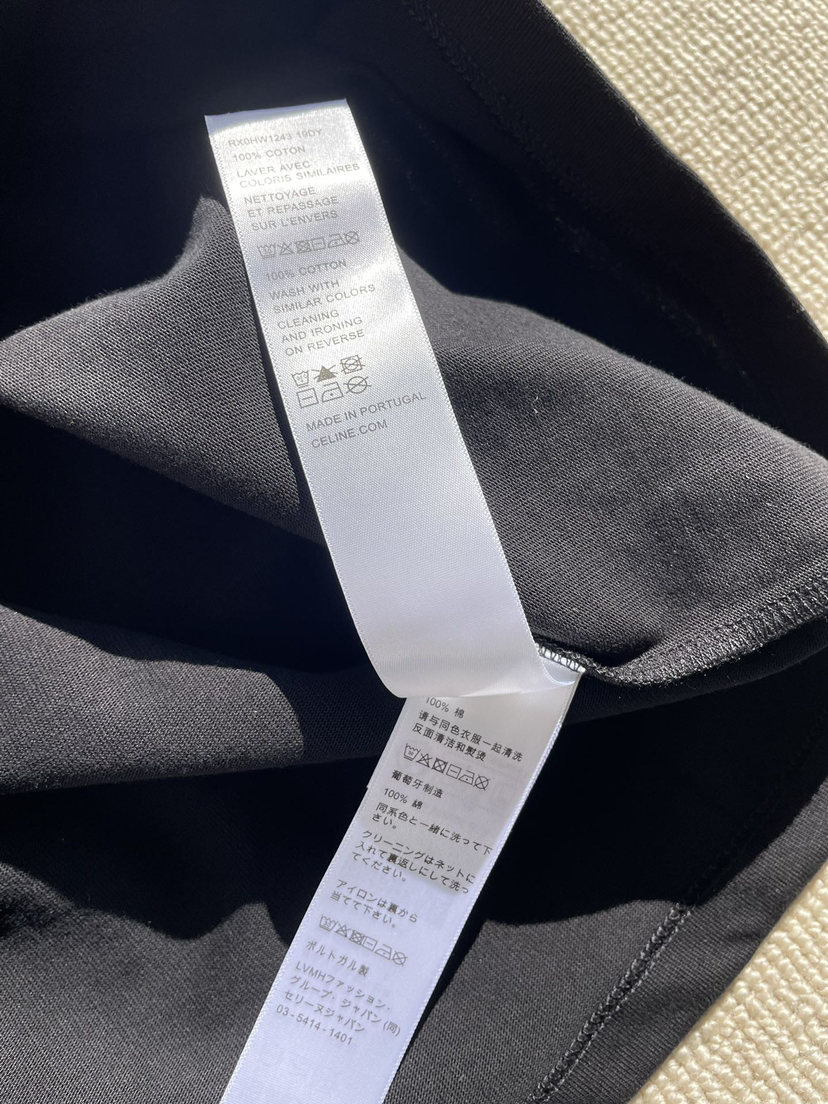 RX0HW1243 19DY
100% COTON
LAVER AVEC
COLORIS SIMILAIRES
NETTOYAGE
ET REPASSAGE
SUR L'ENVERS
100% COTTON
WASH WITH
SIMILAR COLORS
CLEANING
AND IRONING
ON REVERSE
MADE IN PORTUGAL
CELINE.COM
100% 棉
请与同色衣服一起清洗
反面清洁和熨烫
葡萄牙制造
100% 綿
同系色と一緒に洗って下
さい。
クリーニングはネットに
入れて裏返しにして洗っ
てください。
アイロンは裏から
当てて下さい。
ポルトガル製
LVMHファッション・
グループ・ジャパン(同)
セリーヌジャパン
03-5414-1401